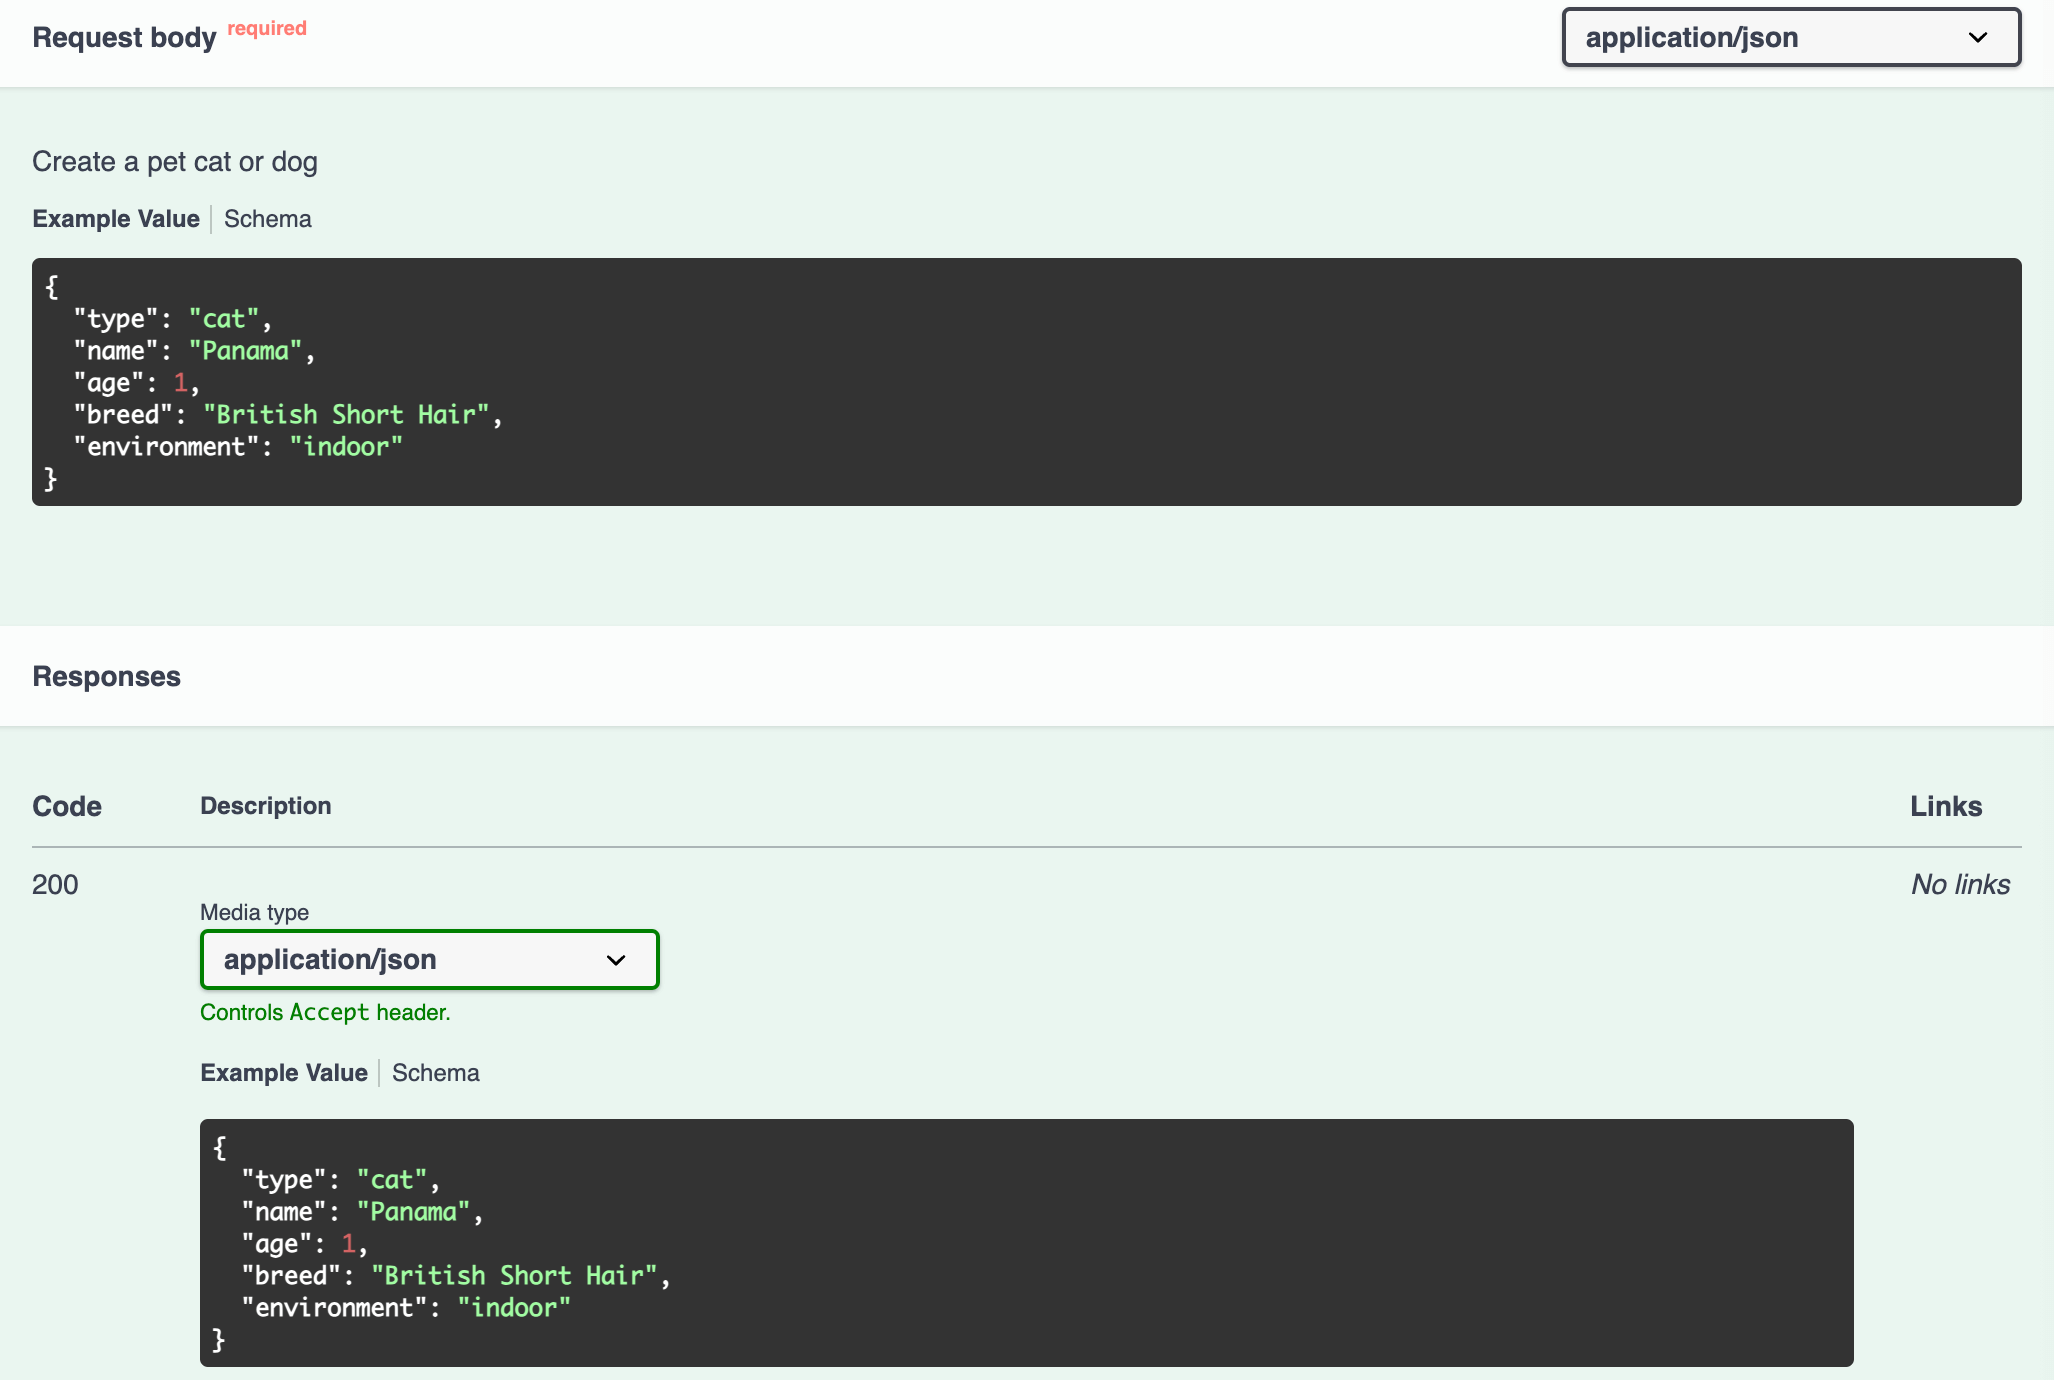 Request body required
application/json
Create a pet cat or dog
Example Value | Schema
{
  "type": "cat",
  "name": "Panama",
  "age": 1,
  "breed": "British Short Hair",
  "environment": "indoor"
}
Responses
Code Description Links
200 No links
Media type
application/json
Controls Accept header.
Example Value | Schema
{
  "type": "cat",
  "name": "Panama",
  "age": 1,
  "breed": "British Short Hair",
  "environment": "indoor"
}